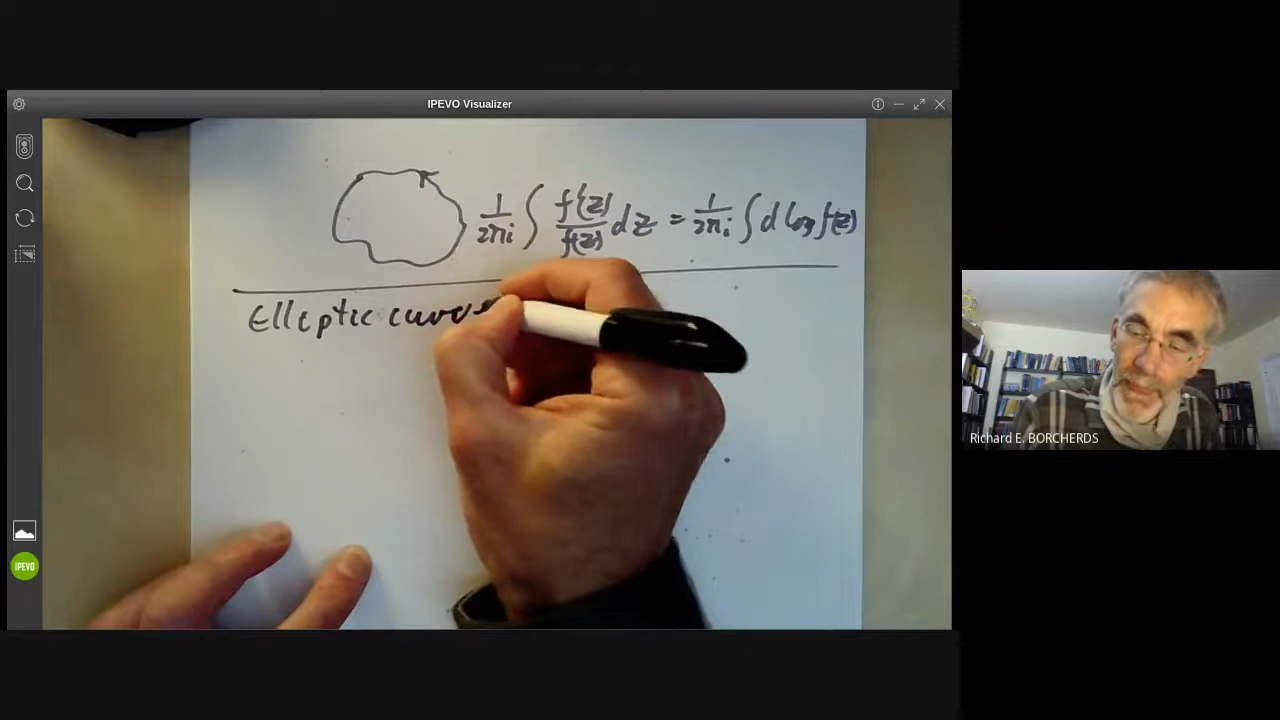 IPEVO Visualizer
1/2πi ∫ f'(z)/f(z) dz = 1/2πi ∫ d log f(z)
Elliptic curve
IPEVO
Richard E. BORCHERDS